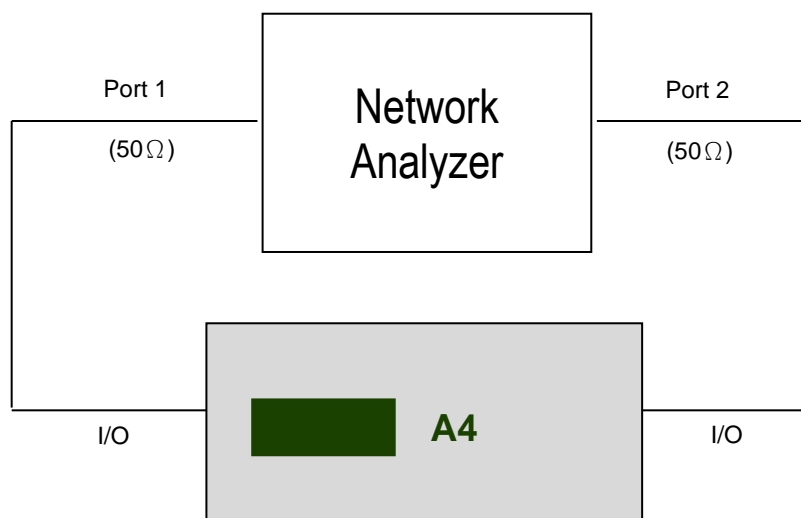 Port 1
(50Ω)
Network
Analyzer
Port 2
(50Ω)
A4
I/O
I/O